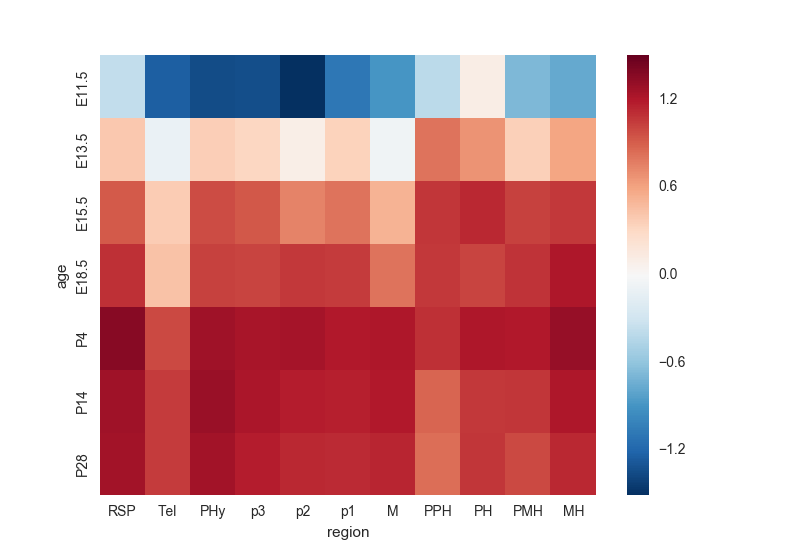 E11.5
E13.5
E15.5
E18.5
P4
P14
P28
age
RSP Tel PHy p3 p2 p1 M PPH PH PMH MH
region
1.2
0.6
0.0
−0.6
−1.2